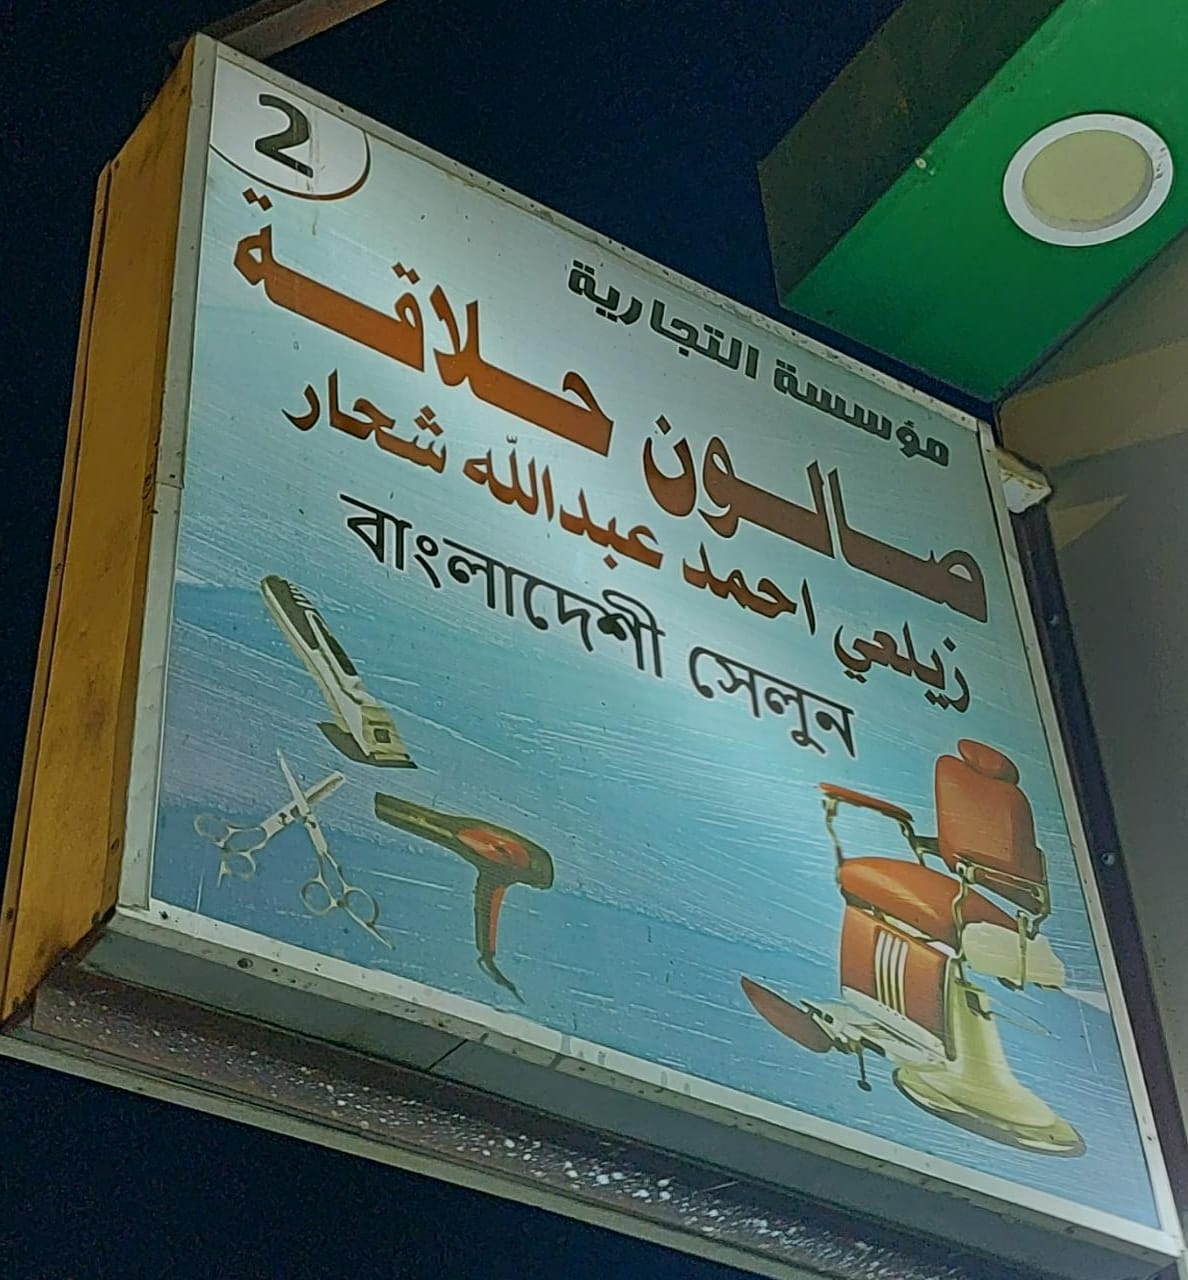 2
مؤسسة التجارية
صالون حلاقة
زيلعي احمد عبدالله شحار
বাংলাদেশী সেলুন